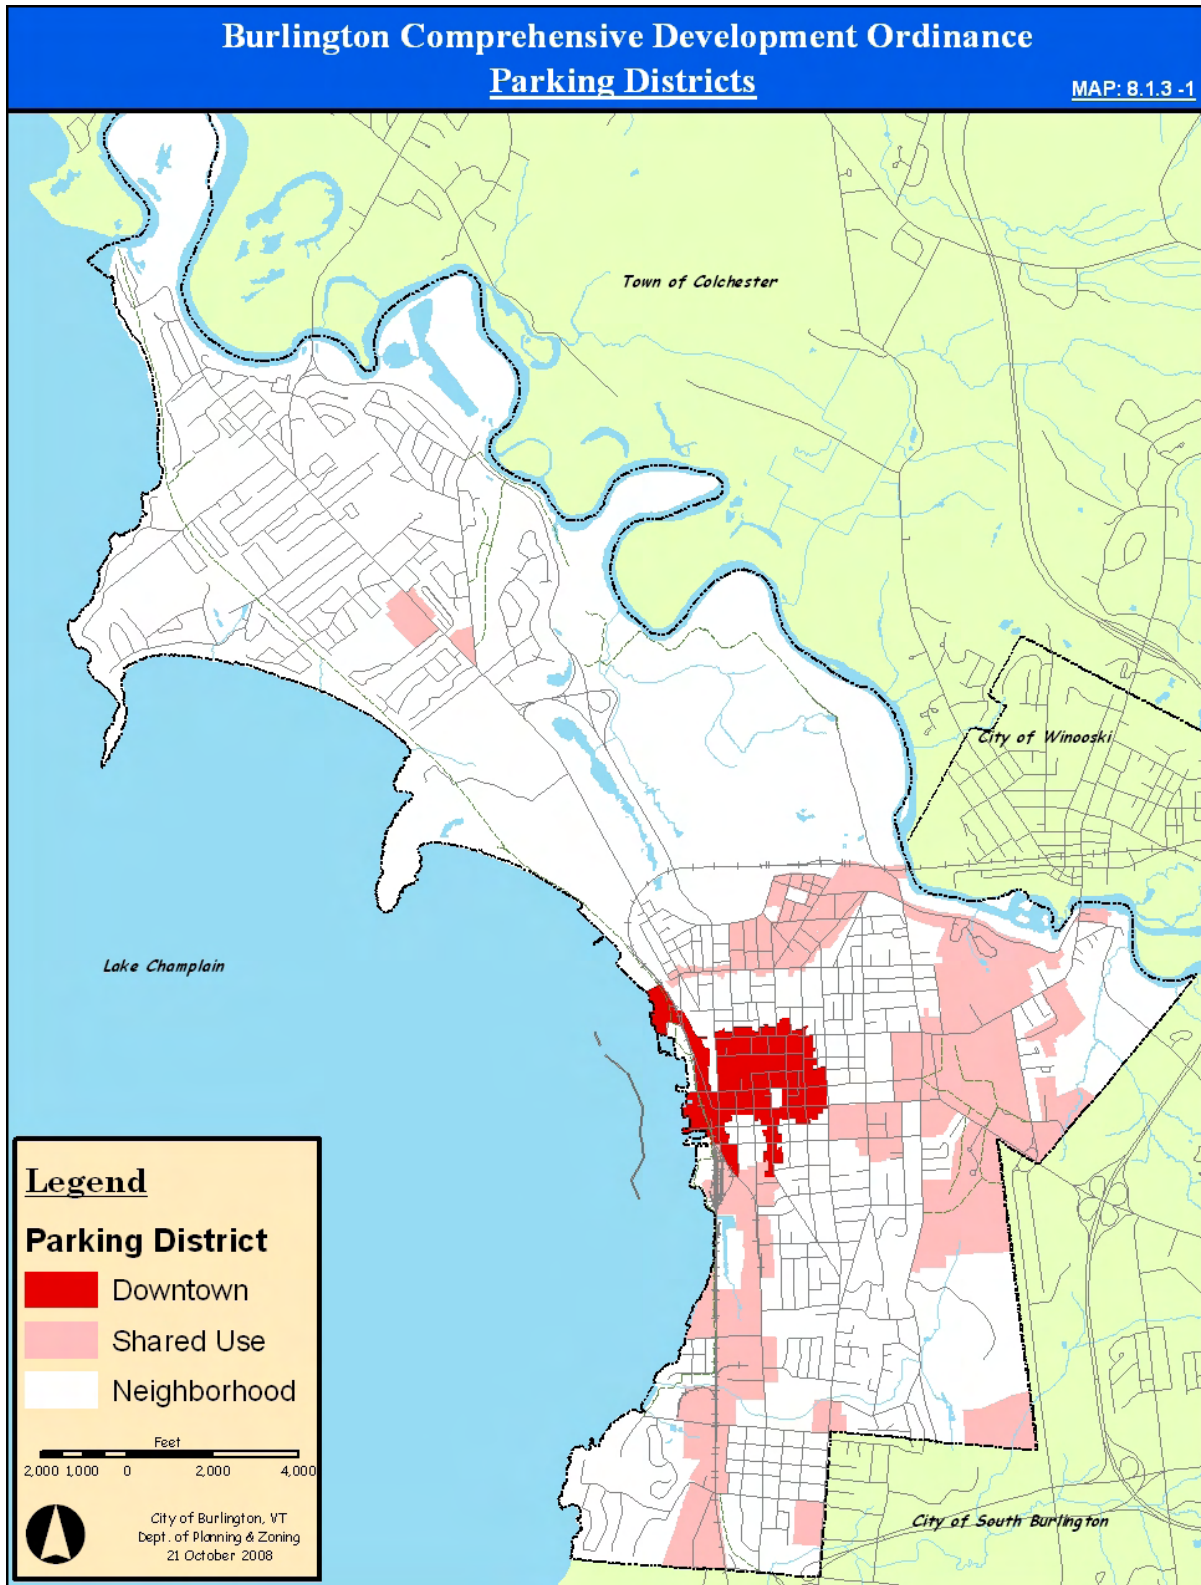 Burlington Comprehensive Development Ordinance
Parking Districts
MAP: 8.1.3 -1
Town of Colchester
City of Winooski
Lake Champlain
Legend
Parking District
Downtown
Shared Use
Neighborhood
Feet
2,000 1,000 0 2,000 4,000
City of Burlington, VT
Dept. of Planning & Zoning
21 October 2008
City of South Burlington